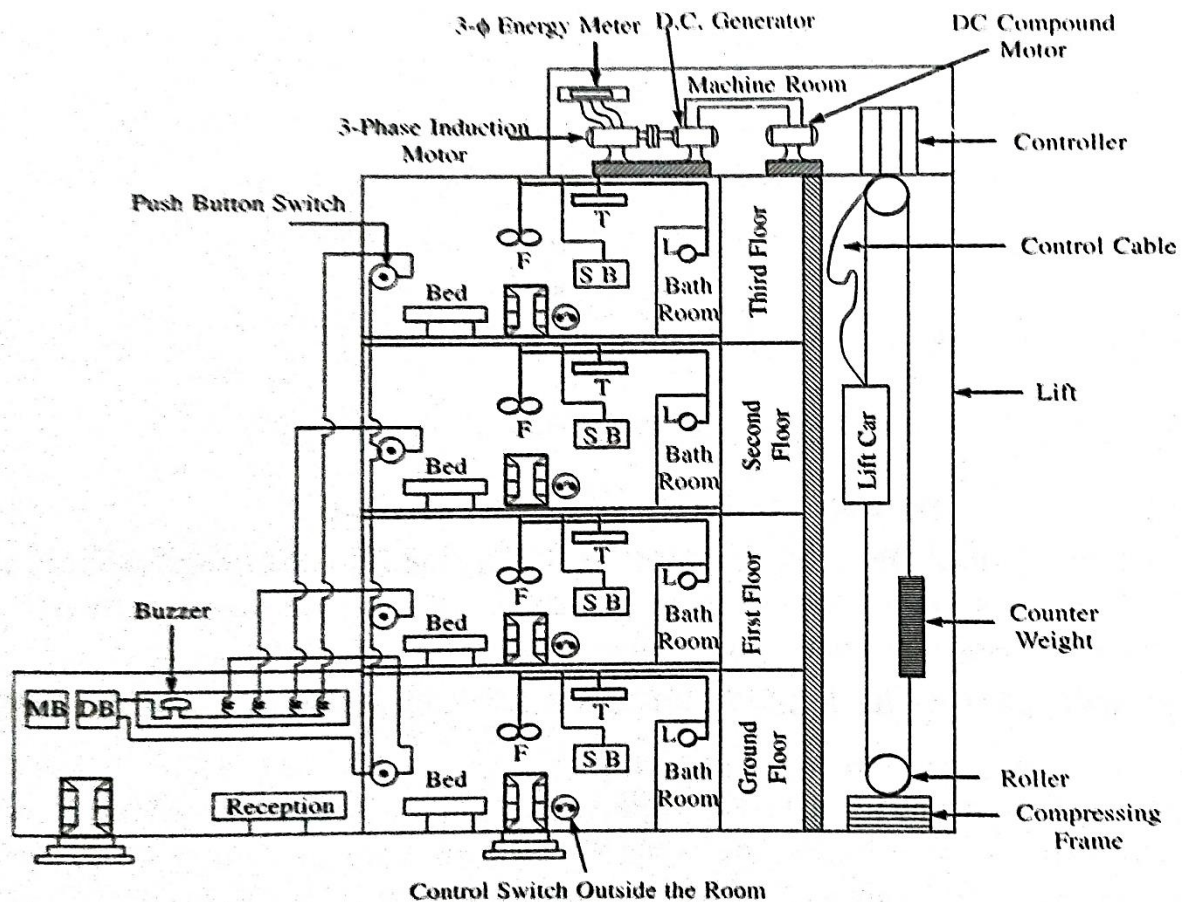 3-ϕ Energy Meter
D.C. Generator
DC Compound
Motor
Machine Room
3-Phase Induction
Motor
Controller
Push Button Switch
T
F
S B
L
Bath
Room
Bed
Third Floor
Control Cable
T
F
S B
L
Bath
Room
Bed
Second
Floor
Lift
Lift Car
T
F
S B
L
Bath
Room
Bed
First Floor
Counter
Weight
Buzzer
MB
DB
T
F
S B
L
Bath
Room
Bed
Ground
Floor
Reception
Roller
Compressing
Frame
Control Switch Outside the Room